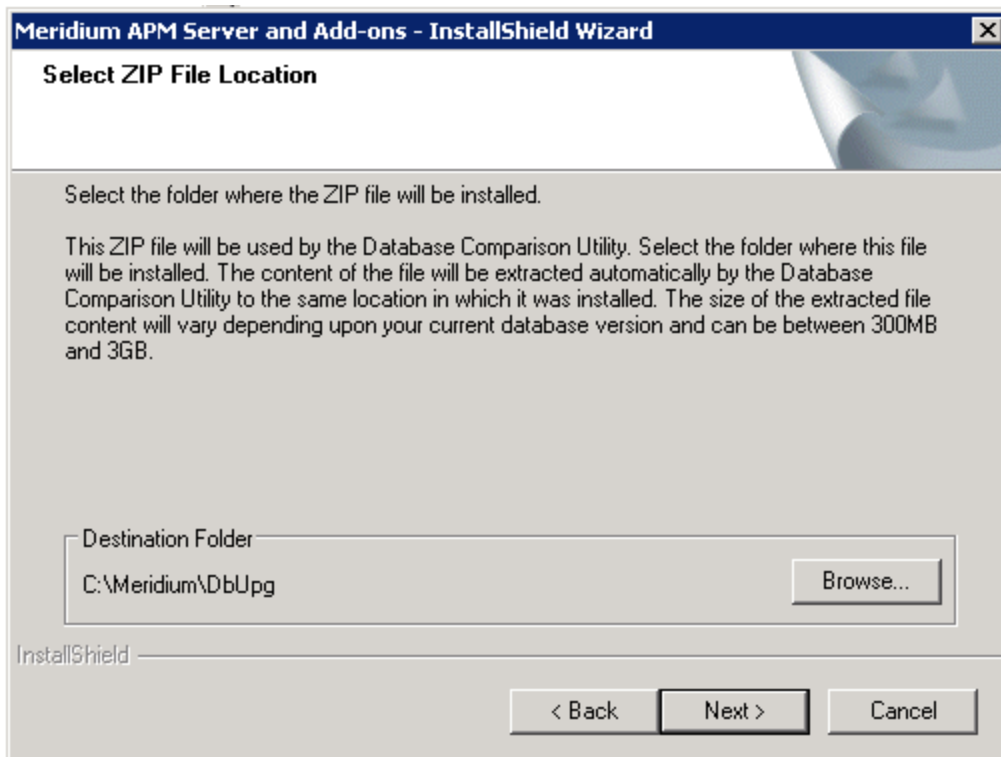 Meridium APM Server and Add-ons - InstallShield Wizard
Select ZIP File Location
Select the folder where the ZIP file will be installed.
This ZIP file will be used by the Database Comparison Utility. Select the folder where this file
will be installed. The content of the file will be extracted automatically by the Database
Comparison Utility to the same location in which it was installed. The size of the extracted file
content will vary depending upon your current database version and can be between 300MB
and 3GB.
Destination Folder
C:\Meridium\DbUpg
Browse...
InstallShield
< Back
Next >
Cancel